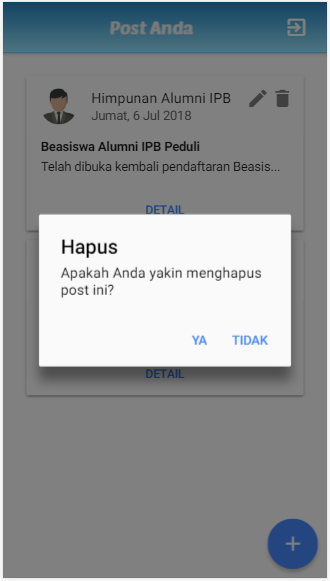 Post Anda
Himpunan Alumni IPB
Jumat, 6 Jul 2018
Beasiswa Alumni IPB Peduli
Telah dibuka kembali pendaftaran Beasis...
DETAIL
Hapus
Apakah Anda yakin menghapus
post ini?
YA TIDAK
DETAIL